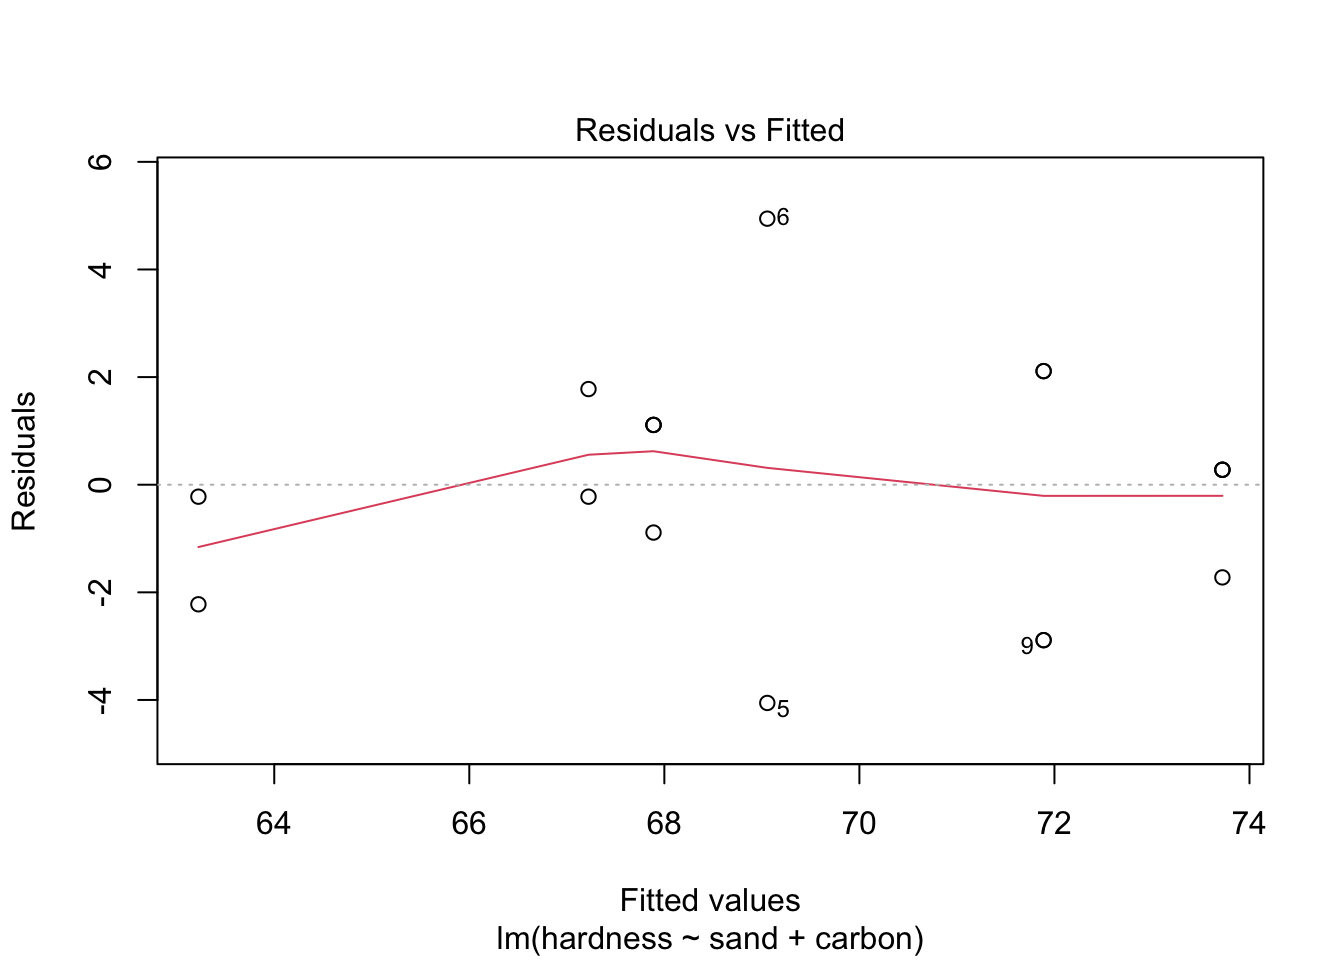 Residuals vs Fitted
Residuals
6
4
2
0
-2
-4
6
9
5
64 66 68 70 72 74
Fitted values
lm(hardness ~ sand + carbon)